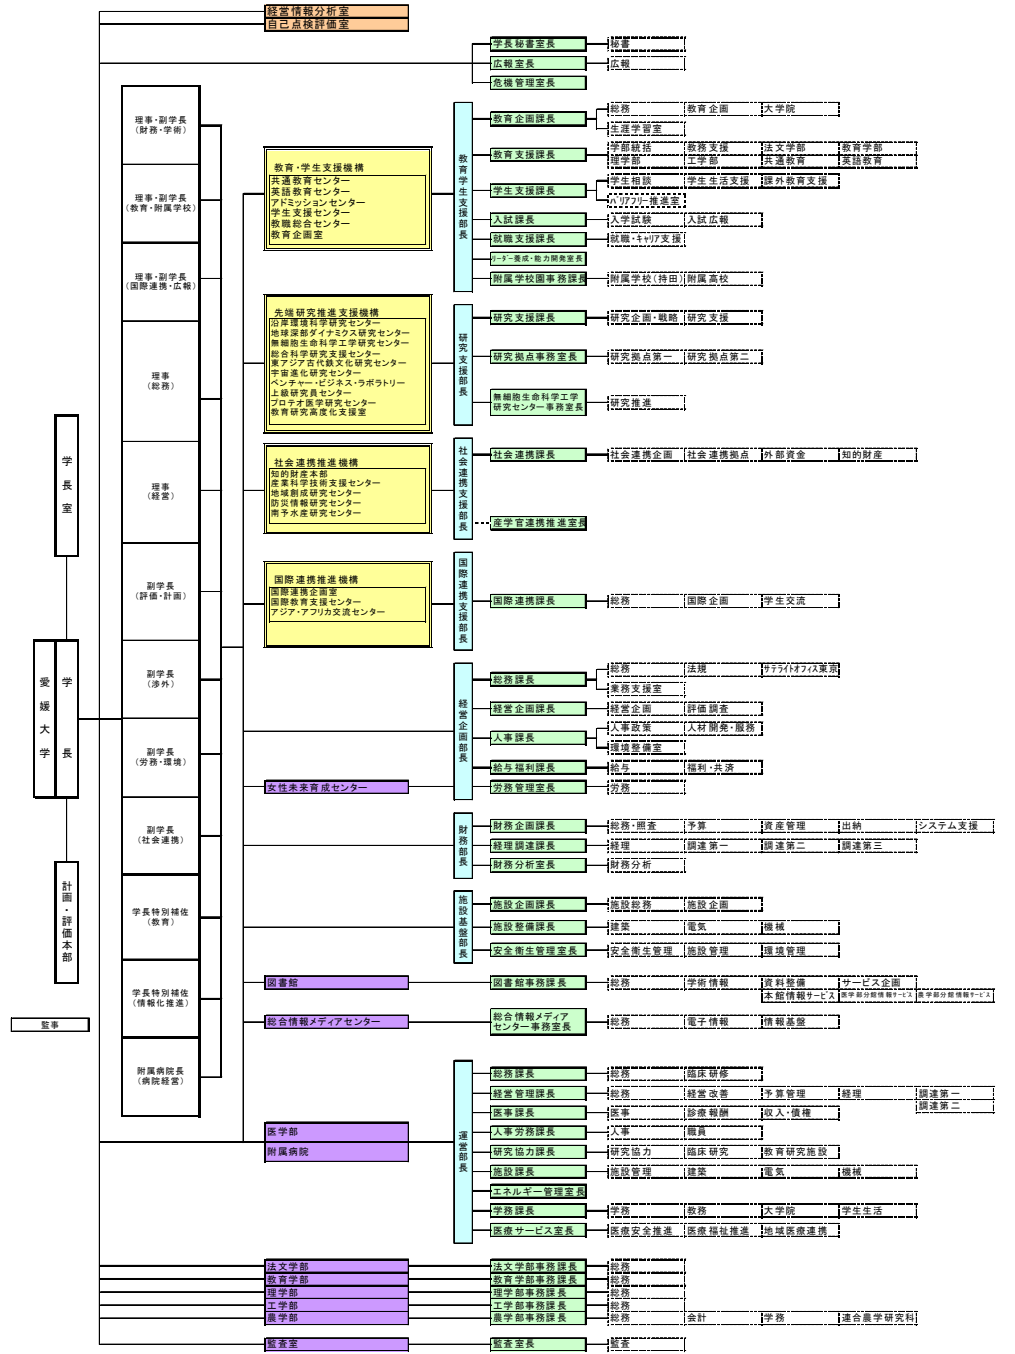 経営情報分析室
自己点検評価室
学長秘書室長 秘書
広報室長 広報
危機管理室長
愛媛大学
学長
学長室
計画・評価本部
監事
理事・副学長
(財務・学術)
理事・副学長
(教育・附属学校)
理事・副学長
(国際連携・広報)
理事
(総務)
理事
(経営)
副学長
(評価・計画)
副学長
(渉外)
副学長
(労務・環境)
副学長
(社会連携)
学長特別補佐
(教育)
学長特別補佐
(情報化推進)
附属病院長
(病院経営)
教育・学生支援機構
共通教育センター
英語教育センター
アドミッションセンター
学生支援センター
教職総合センター
教育企画室
教育学生支援部長
教育企画課長 総務 教育企画 大学院
生涯学習室
教育支援課長 学部統括 教務支援 法文学部 教育学部
理学部 工学部 共通教育 英語教育
学生支援課長 学生相談 学生生活支援 課外教育支援
バリアフリー推進室
入試課長 入学試験 入試広報
就職支援課長 就職・キャリア支援
リーダー養成・能力開発室長
附属学校園事務課長 附属学校(持田) 附属高校
先端研究推進支援機構
沿岸環境科学研究センター
地球深部ダイナミクス研究センター
無細胞生命科学工学研究センター
総合科学研究支援センター
東アジア古代鉄文化研究センター
宇宙進化研究センター
ベンチャー・ビジネス・ラボラトリー
上級研究員センター
プロテオ医学研究センター
教育研究高度化支援室
研究支援部長
研究支援課長 研究企画・戦略 研究支援
研究拠点事務室長 研究拠点第一 研究拠点第二
無細胞生命科学工学
研究センター事務室長 研究推進
社会連携推進機構
知的財産本部
産業科学技術支援センター
地域創成研究センター
防災情報研究センター
南予水産研究センター
社会連携支援部長
社会連携課長 社会連携企画 社会連携拠点 外部資金 知的財産
産学官連携推進室長
国際連携推進機構
国際連携企画室
国際教育支援センター
アジア・アフリカ交流センター
国際連携支援部長
国際連携課長 総務 国際企画 学生交流
経営企画部長
総務課長 総務 法規 サテライトオフィス東京
業務支援室
経営企画課長 経営企画 評価調査
人事課長 人事政策 人材開発・服務
環境整備室
給与福利課長 給与 福利・共済
女性未来育成センター 労務管理室長 労務
財務部長
財務企画課長 総務・照査 予算 資産管理 出納 システム支援
経理調達課長 経理 調達第一 調達第二 調達第三
財務分析室長 財務分析
施設基盤部長
施設企画課長 施設総務 施設企画
施設整備課長 建築 電気 機械
安全衛生管理室長 安全衛生管理 施設管理 環境管理
図書館 図書館事務課長 総務 学術情報 資料整備 サービス企画
本館情報サービス 医学部分館情報サービス 農学部分館情報サービス
総合情報メディアセンター
総合情報メディア
センター事務室長 総務 電子情報 情報基盤
医学部
附属病院
運営部長
総務課長 総務 臨床研修
経営管理課長 総務 経営改善 予算管理 経理 調達第一
調達第二
医事課長 医事 診療報酬 収入・債権
人事労務課長 人事 職員
研究協力課長 研究協力 臨床研究 教育研究施設
施設課長 施設管理 建築 電気 機械
エネルギー管理室長
学務課長 学務 教務 大学院 学生生活
医療サービス室長 医療安全推進 医療福祉推進 地域医療連携
法文学部 法文学部事務課長 総務
教育学部 教育学部事務課長 総務
理学部 理学部事務課長 総務
工学部 工学部事務課長 総務
農学部 農学部事務課長 総務 会計 学務 連合農学研究科
監査室 監査室長 監査